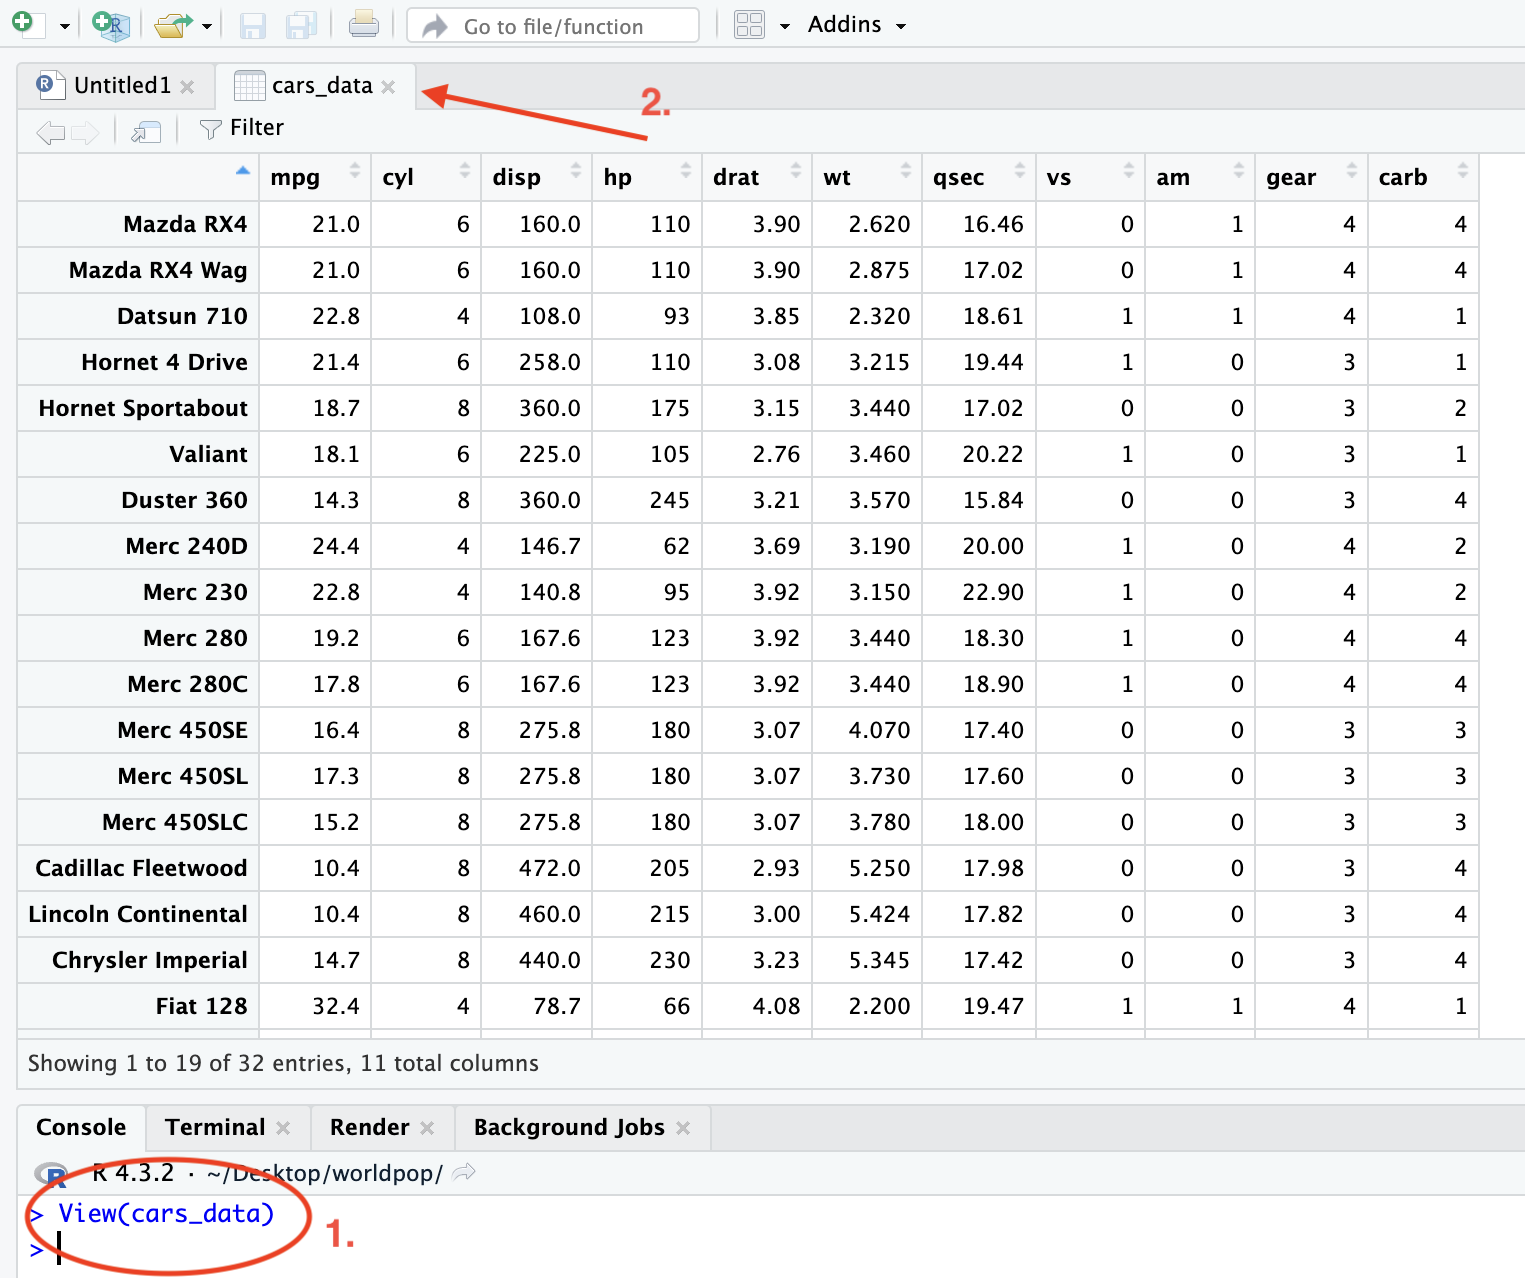 Go to file/function Addins
Untitled1 cars_data 2.
Filter
mpg cyl disp hp drat wt qsec vs am gear carb
Mazda RX4 21.0 6 160.0 110 3.90 2.620 16.46 0 1 4 4
Mazda RX4 Wag 21.0 6 160.0 110 3.90 2.875 17.02 0 1 4 4
Datsun 710 22.8 4 108.0 93 3.85 2.320 18.61 1 1 4 1
Hornet 4 Drive 21.4 6 258.0 110 3.08 3.215 19.44 1 0 3 1
Hornet Sportabout 18.7 8 360.0 175 3.15 3.440 17.02 0 0 3 2
Valiant 18.1 6 225.0 105 2.76 3.460 20.22 1 0 3 1
Duster 360 14.3 8 360.0 245 3.21 3.570 15.84 0 0 3 4
Merc 240D 24.4 4 146.7 62 3.69 3.190 20.00 1 0 4 2
Merc 230 22.8 4 140.8 95 3.92 3.150 22.90 1 0 4 2
Merc 280 19.2 6 167.6 123 3.92 3.440 18.30 1 0 4 4
Merc 280C 17.8 6 167.6 123 3.92 3.440 18.90 1 0 4 4
Merc 450SE 16.4 8 275.8 180 3.07 4.070 17.40 0 0 3 3
Merc 450SL 17.3 8 275.8 180 3.07 3.730 17.60 0 0 3 3
Merc 450SLC 15.2 8 275.8 180 3.07 3.780 18.00 0 0 3 3
Cadillac Fleetwood 10.4 8 472.0 205 2.93 5.250 17.98 0 0 3 4
Lincoln Continental 10.4 8 460.0 215 3.00 5.424 17.82 0 0 3 4
Chrysler Imperial 14.7 8 440.0 230 3.23 5.345 17.42 0 0 3 4
Fiat 128 32.4 4 78.7 66 4.08 2.200 19.47 1 1 4 1
Showing 1 to 19 of 32 entries, 11 total columns
Console Terminal Render Background Jobs
R R 4.3.2 · ~/Desktop/worldpop/
> View(cars_data)
1.
>